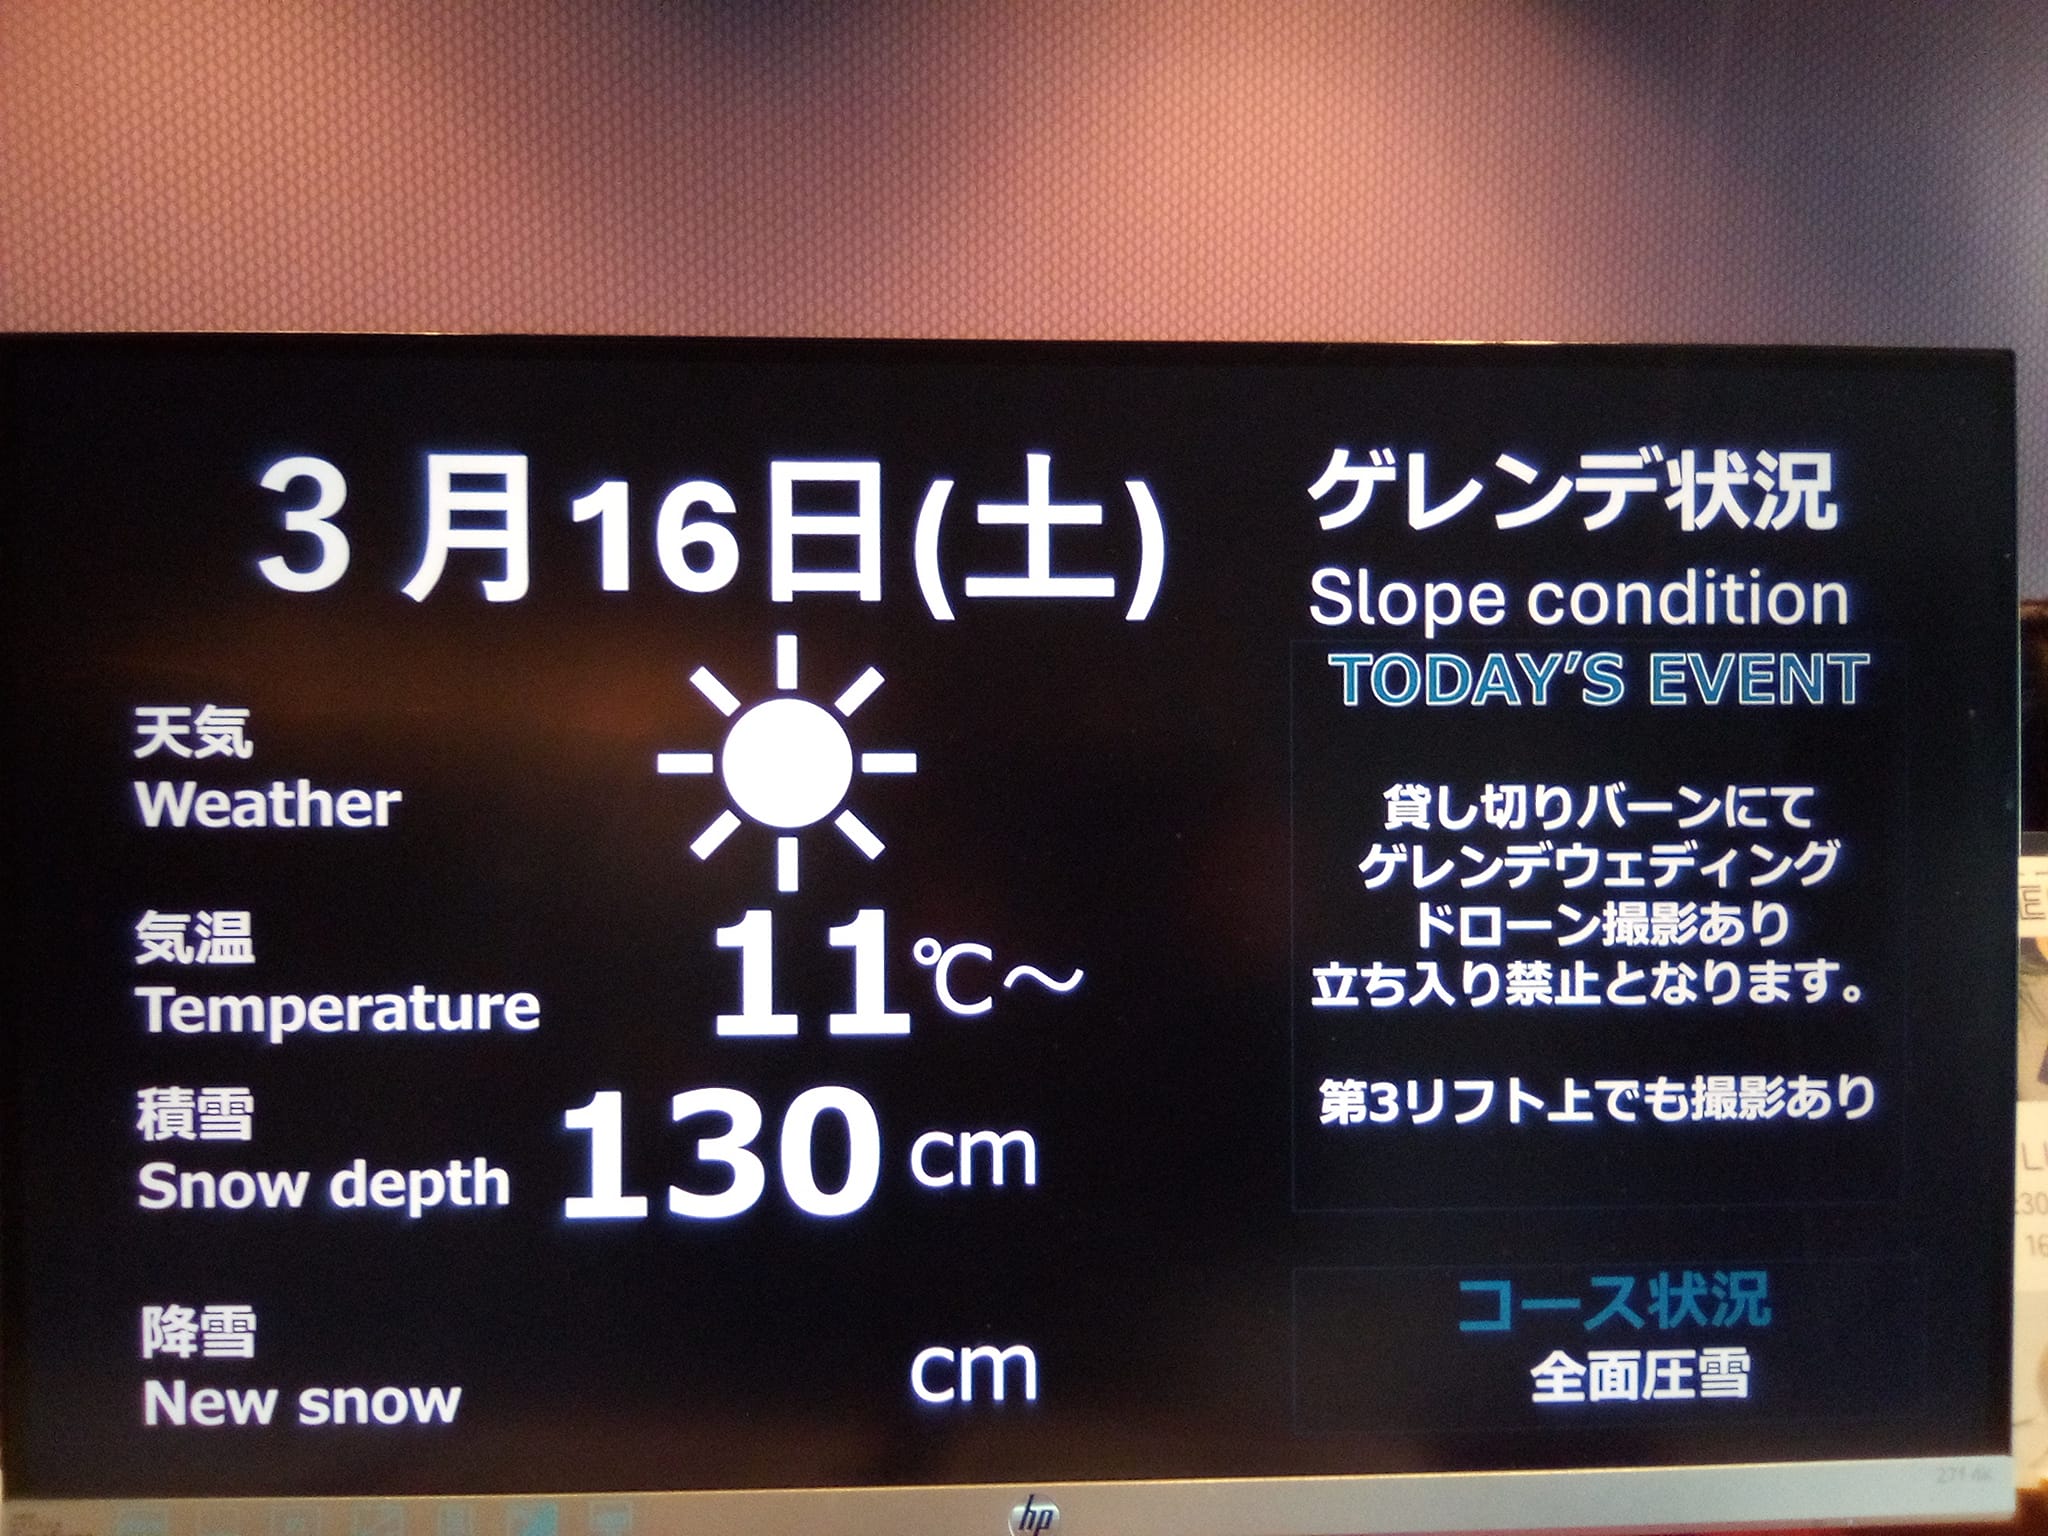 3月16日(土)
天気
Weather
気温
Temperature
11℃～
積雪
Snow depth
130 cm
降雪
New snow
cm
ゲレンデ状況
Slope condition
TODAY'S EVENT
貸し切りバーンにて
ゲレンデウェディング
ドローン撮影あり
立ち入り禁止となります。
第3リフト上でも撮影あり
コース状況
全面圧雪
hp